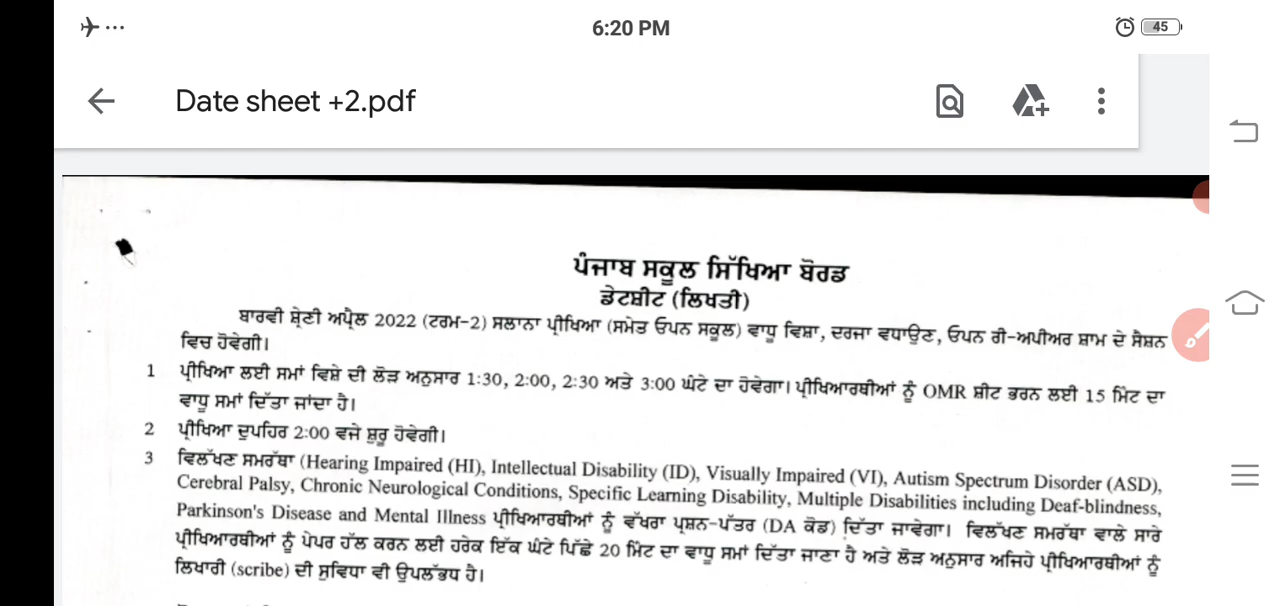 6:20 PM
45
Date sheet +2.pdf
ਪੰਜਾਬ ਸਕੂਲ ਸਿੱਖਿਆ ਬੋਰਡ
ਡੇਟਸ਼ੀਟ (ਲਿਖਤੀ)
ਬਾਰਵੀ ਸ਼੍ਰੇਣੀ ਅਪ੍ਰੈਲ 2022 (ਟਰਮ-2) ਸਲਾਨਾ ਪ੍ਰੀਖਿਆ (ਸਮੇਤ ਓਪਨ ਸਕੂਲ) ਵਾਧੂ ਵਿਸ਼ਾ, ਦਰਜਾ ਵਧਾਉਣ, ਓਪਨ ਰੀ-ਅਪੀਅਰ ਸ਼ਾਮ ਦੇ ਸੈਸ਼ਨ
ਵਿਚ ਹੋਵੇਗੀ।
1 ਪ੍ਰੀਖਿਆ ਲਈ ਸਮਾਂ ਵਿਸ਼ੇ ਦੀ ਲੋੜ ਅਨੁਸਾਰ 1:30, 2:00, 2:30 ਅਤੇ 3:00 ਘੰਟੇ ਦਾ ਹੋਵੇਗਾ। ਪ੍ਰੀਖਿਆਰਥੀਆਂ ਨੂੰ OMR ਸ਼ੀਟ ਭਰਨ ਲਈ 15 ਮਿੰਟ ਦਾ
ਵਾਧੂ ਸਮਾਂ ਦਿੱਤਾ ਜਾਂਦਾ ਹੈ।
2 ਪ੍ਰੀਖਿਆ ਦੁਪਹਿਰ 2:00 ਵਜੇ ਸ਼ੁਰੂ ਹੋਵੇਗੀ।
3 ਵਿਲੱਖਣ ਸਮਰੱਥਾ (Hearing Impaired (HI), Intellectual Disability (ID), Visually Impaired (VI), Autism Spectrum Disorder (ASD),
Cerebral Palsy, Chronic Neurological Conditions, Specific Learning Disability, Multiple Disabilities including Deaf-blindness,
Parkinson's Disease and Mental Illness ਪ੍ਰੀਖਿਆਰਥੀਆਂ ਨੂੰ ਵੱਖਰਾ ਪ੍ਰਸ਼ਨ-ਪੱਤਰ (DA ਕੋਡ) ਦਿੱਤਾ ਜਾਵੇਗਾ। ਵਿਲੱਖਣ ਸਮਰੱਥਾ ਵਾਲੇ ਸਾਰੇ
ਪ੍ਰੀਖਿਆਰਥੀਆਂ ਨੂੰ ਪੇਪਰ ਹੱਲ ਕਰਨ ਲਈ ਹਰੇਕ ਇੱਕ ਘੰਟੇ ਪਿੱਛੇ 20 ਮਿੰਟ ਦਾ ਵਾਧੂ ਸਮਾਂ ਦਿੱਤਾ ਜਾਣਾ ਹੈ ਅਤੇ ਲੋੜ ਅਨੁਸਾਰ ਅਜਿਹੇ ਪ੍ਰੀਖਿਆਰਥੀਆਂ ਨੂੰ
ਲਿਖਾਰੀ (scribe) ਦੀ ਸੁਵਿਧਾ ਵੀ ਉਪਲੱਭਧ ਹੈ।